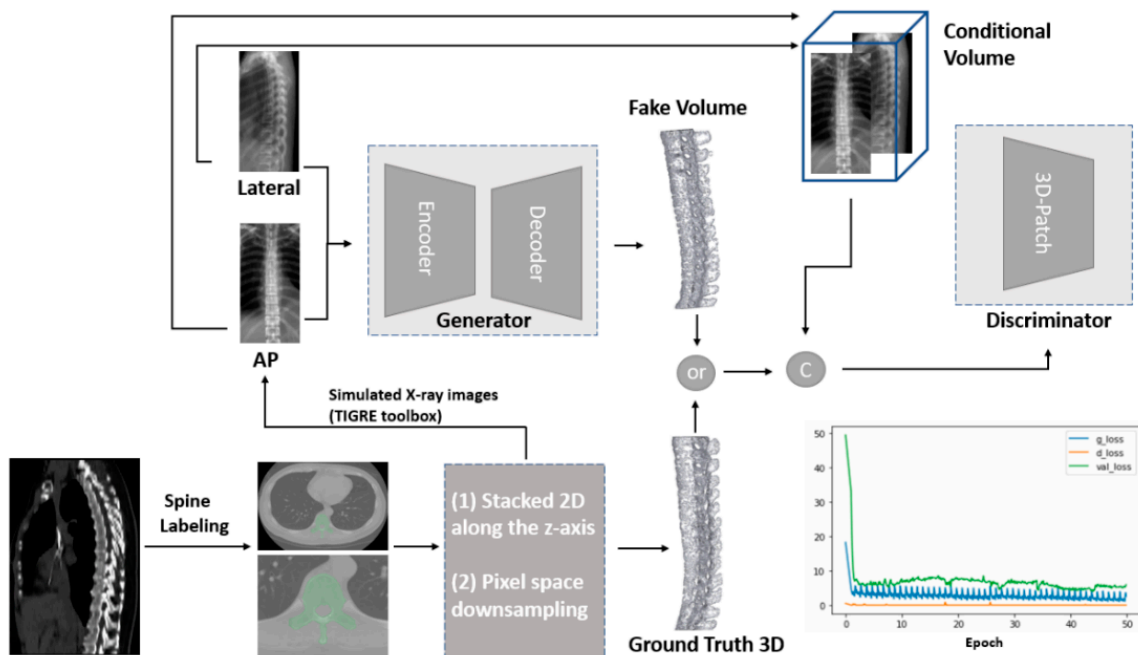 Conditional
Volume
Fake Volume
Lateral
Encoder
Decoder
3D-Patch
Generator
Discriminator
AP
or
C
Simulated X-ray images
(TIGRE toolbox)
Spine
Labeling
(1) Stacked 2D
along the z-axis
(2) Pixel space
downsampling
Ground Truth 3D
g_loss
d_loss
val_loss
50
40
30
20
10
0
0 10 20 30 40 50
Epoch